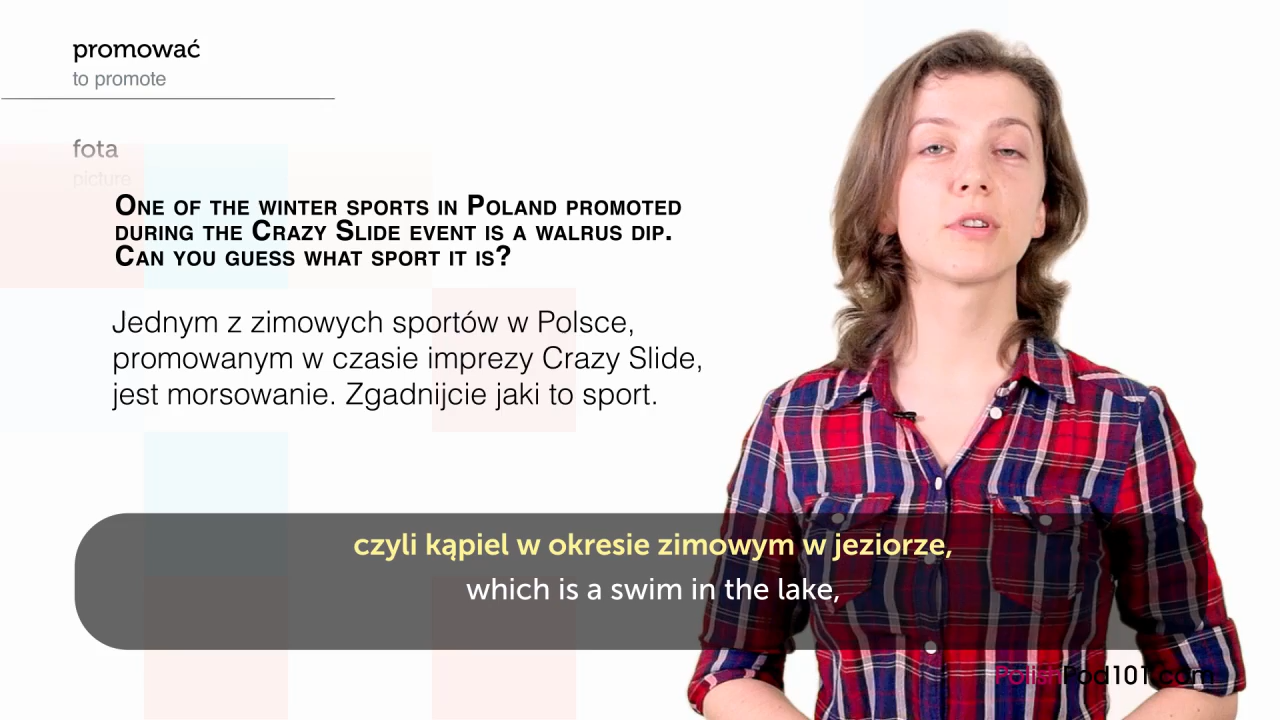 promować
to promote
fota
picture
ONE OF THE WINTER SPORTS IN POLAND PROMOTED
DURING THE CRAZY SLIDE EVENT IS A WALRUS DIP.
CAN YOU GUESS WHAT SPORT IT IS?
Jednym z zimowych sportów w Polsce,
promowanym w czasie imprezy Crazy Slide,
jest morsowanie. Zgadnijcie jaki to sport.
czyli kąpiel w okresie zimowym w jeziorze,
which is a swim in the lake,
PolishPod101.com